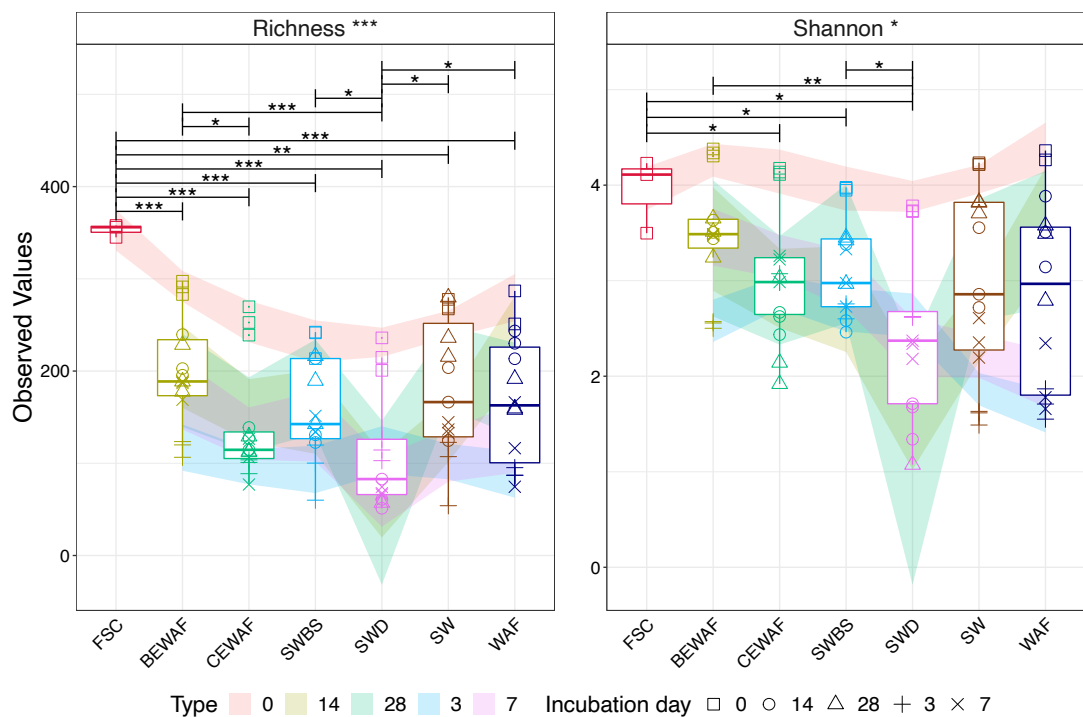 Richness ***
Shannon *
Observed Values
400
200
0
*
*
*
***
*
***
**
***
***
***
***
4
2
0
*
**
*
*
*
FSC
BEWAF
CEWAF
SWBS
SWD
SW
WAF
FSC
BEWAF
CEWAF
SWBS
SWD
SW
WAF
Type 0 14 28 3 7 Incubation day 0 14 28 3 7